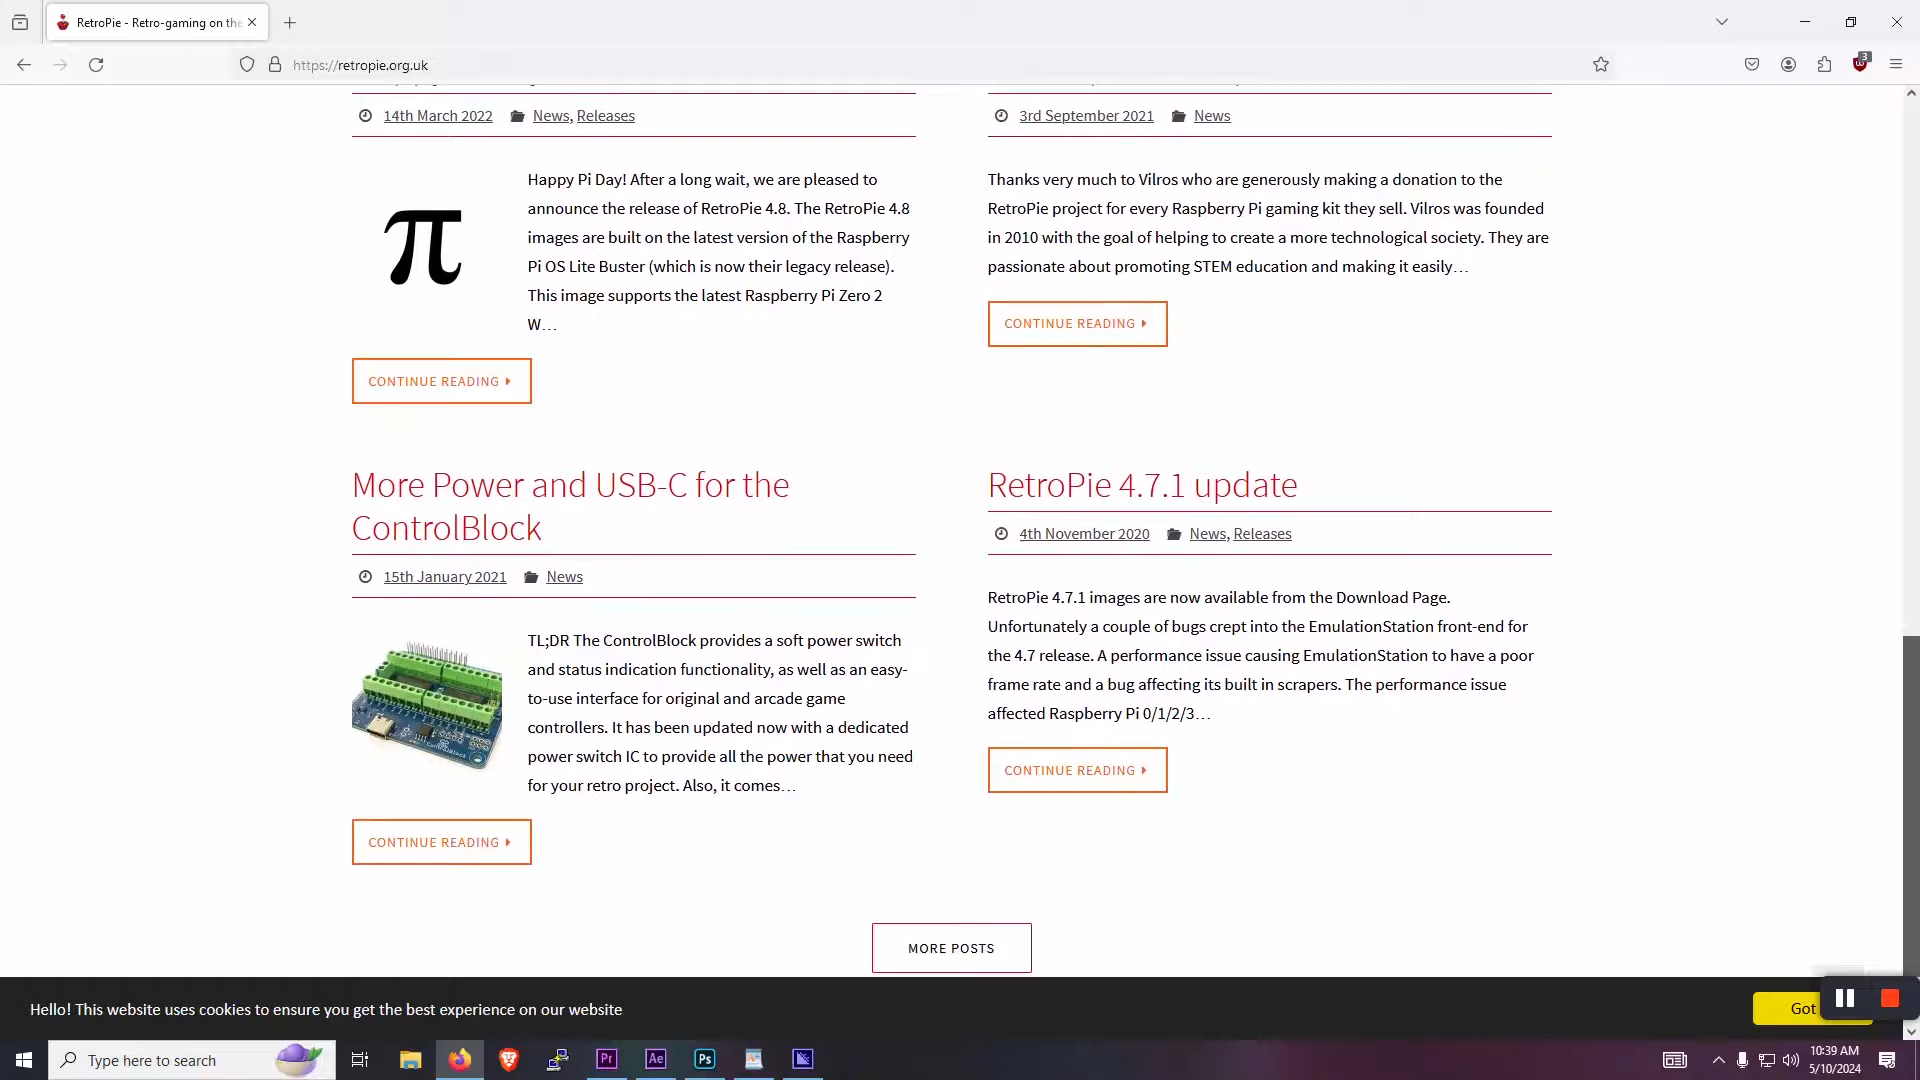 RetroPie - Retro-gaming on the
https://retropie.org.uk
3
14th March 2022 News, Releases
π
Happy Pi Day! After a long wait, we are pleased to
announce the release of RetroPie 4.8. The RetroPie 4.8
images are built on the latest version of the Raspberry
Pi OS Lite Buster (which is now their legacy release).
This image supports the latest Raspberry Pi Zero 2
W…
CONTINUE READING
3rd September 2021 News
Thanks very much to Vilros who are generously making a donation to the
RetroPie project for every Raspberry Pi gaming kit they sell. Vilros was founded
in 2010 with the goal of helping to create a more technological society. They are
passionate about promoting STEM education and making it easily…
CONTINUE READING
More Power and USB-C for the
ControlBlock
15th January 2021 News
TL;DR The ControlBlock provides a soft power switch
and status indication functionality, as well as an easy-
to-use interface for original and arcade game
controllers. It has been updated now with a dedicated
power switch IC to provide all the power that you need
for your retro project. Also, it comes…
CONTINUE READING
RetroPie 4.7.1 update
4th November 2020 News, Releases
RetroPie 4.7.1 images are now available from the Download Page.
Unfortunately a couple of bugs crept into the EmulationStation front-end for
the 4.7 release. A performance issue causing EmulationStation to have a poor
frame rate and a bug affecting its built in scrapers. The performance issue
affected Raspberry Pi 0/1/2/3…
CONTINUE READING
MORE POSTS
Hello! This website uses cookies to ensure you get the best experience on our website
Got
Type here to search
Pr
Ae
Ps
10:39 AM
5/10/2024